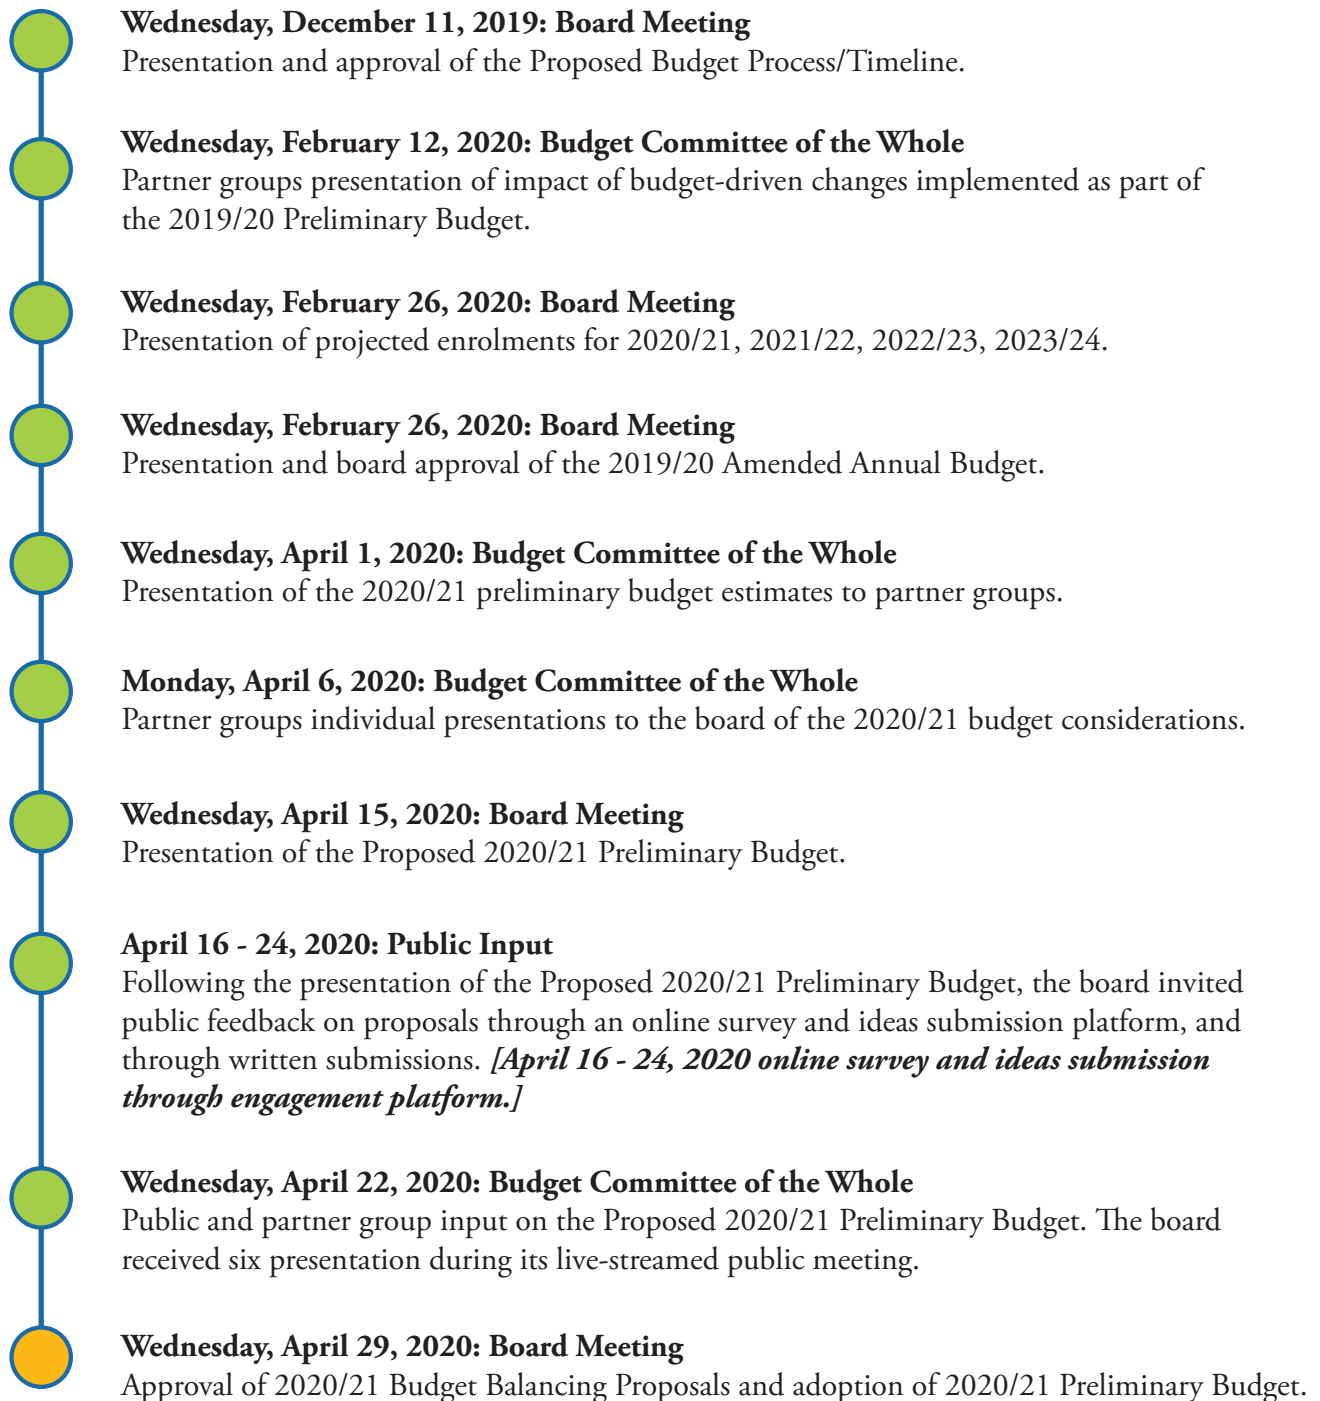 Wednesday, December 11, 2019: Board Meeting
Presentation and approval of the Proposed Budget Process/Timeline.
Wednesday, February 12, 2020: Budget Committee of the Whole
Partner groups presentation of impact of budget-driven changes implemented as part of
the 2019/20 Preliminary Budget.
Wednesday, February 26, 2020: Board Meeting
Presentation of projected enrolments for 2020/21, 2021/22, 2022/23, 2023/24.
Wednesday, February 26, 2020: Board Meeting
Presentation and board approval of the 2019/20 Amended Annual Budget.
Wednesday, April 1, 2020: Budget Committee of the Whole
Presentation of the 2020/21 preliminary budget estimates to partner groups.
Monday, April 6, 2020: Budget Committee of the Whole
Partner groups individual presentations to the board of the 2020/21 budget considerations.
Wednesday, April 15, 2020: Board Meeting
Presentation of the Proposed 2020/21 Preliminary Budget.
April 16 - 24, 2020: Public Input
Following the presentation of the Proposed 2020/21 Preliminary Budget, the board invited
public feedback on proposals through an online survey and ideas submission platform, and
through written submissions. [April 16 - 24, 2020 online survey and ideas submission
through engagement platform.]
Wednesday, April 22, 2020: Budget Committee of the Whole
Public and partner group input on the Proposed 2020/21 Preliminary Budget. The board
received six presentation during its live-streamed public meeting.
Wednesday, April 29, 2020: Board Meeting
Approval of 2020/21 Budget Balancing Proposals and adoption of 2020/21 Preliminary Budget.